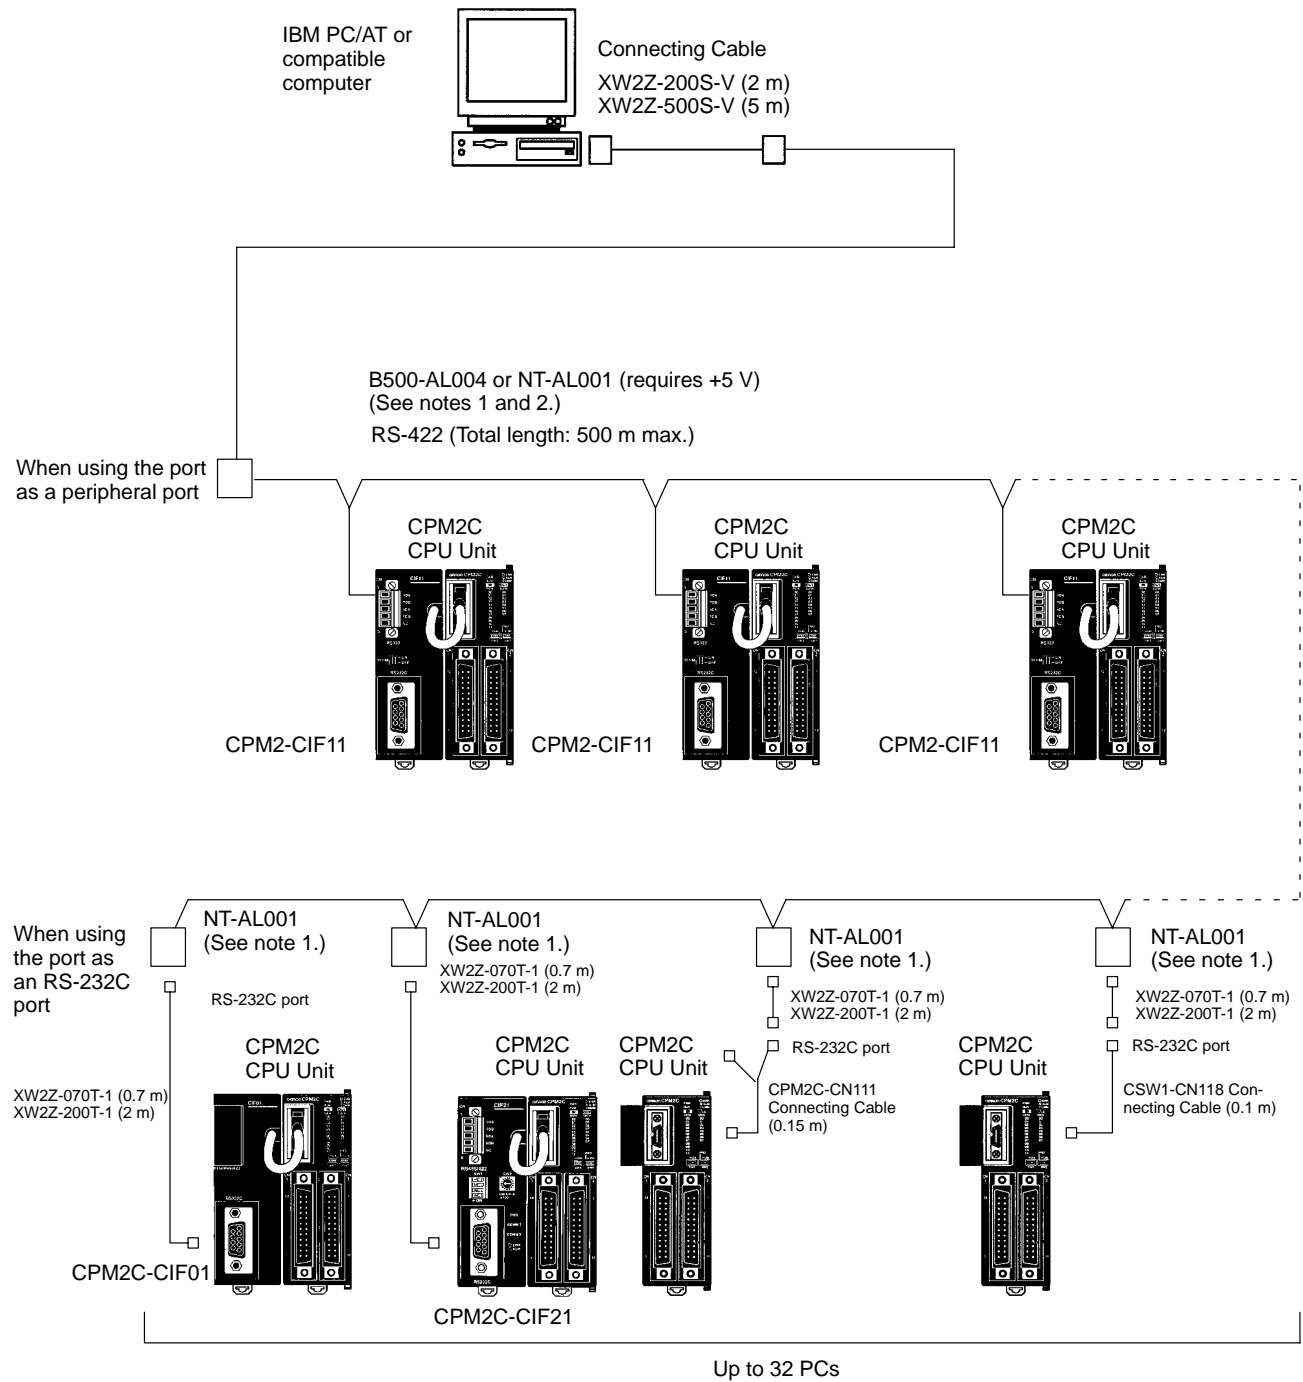 IBM PC/AT or
compatible
computer
Connecting Cable
XW2Z-200S-V (2 m)
XW2Z-500S-V (5 m)
B500-AL004 or NT-AL001 (requires +5 V)
(See notes 1 and 2.)
RS-422 (Total length: 500 m max.)
When using the port
as a peripheral port
CPM2C
CPU Unit
CPM2C
CPU Unit
CPM2C
CPU Unit
CPM2-CIF11
CPM2-CIF11
CPM2-CIF11
When using
the port as
an RS-232C
port
NT-AL001
(See note 1.)
RS-232C port
NT-AL001
(See note 1.)
XW2Z-070T-1 (0.7 m)
XW2Z-200T-1 (2 m)
NT-AL001
(See note 1.)
XW2Z-070T-1 (0.7 m)
XW2Z-200T-1 (2 m)
RS-232C port
NT-AL001
(See note 1.)
XW2Z-070T-1 (0.7 m)
XW2Z-200T-1 (2 m)
RS-232C port
XW2Z-070T-1 (0.7 m)
XW2Z-200T-1 (2 m)
CPM2C
CPU Unit
CPM2C
CPU Unit
CPM2C
CPU Unit
CPM2C-CN111
Connecting Cable
(0.15 m)
CPM2C
CPU Unit
CSW1-CN118 Con-
necting Cable (0.1 m)
CPM2C-CIF01
CPM2C-CIF21
Up to 32 PCs